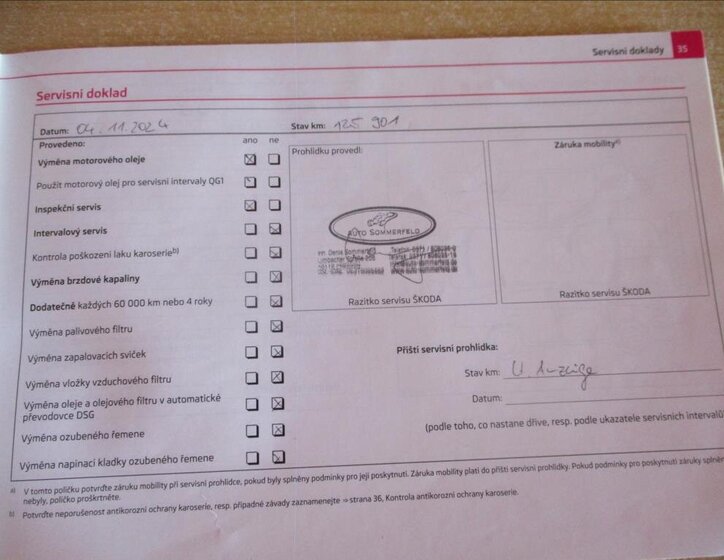 Servisní doklady 35
Servisní doklad
Datum: 04.11.2024 Stav km: 125 901
Provedeno: ano ne
Výměna motorového oleje
Použit motorový olej pro servisní intervaly QG1
Inspekční servis
Intervalový servis
Kontrola poškození laku karoserie b)
Výměna brzdové kapaliny
Dodatečně každých 60 000 km nebo 4 roky
Výměna palivového filtru
Výměna zapalovacích svíček
Výměna vložky vzduchového filtru
Výměna oleje a olejového filtru v automatické
převodovce DSG
Výměna ozubeného řemene
Výměna napínací kladky ozubeného řemene
Prohlídku provedl:
AUTO SOMMERFELD
Razítko servisu ŠKODA
Záruka mobility a)
Razítko servisu ŠKODA
Příští servisní prohlídka:
Stav km:
Datum:
(podle toho, co nastane dříve, resp. podle ukazatele servisních intervalů
a) V tomto políčku potvrďte záruku mobility při servisní prohlídce, pokud byly splněny podmínky pro její poskytnutí. Záruka mobility platí do příští servisní prohlídky. Pokud podmínky pro poskytnutí záruky splněny
nebyly, políčko proškrtněte.
b) Potvrďte neporušenost antikorozní ochrany karoserie, resp. případné závady zaznamenejte ⇒ strana 36, Kontrola antikorozní ochrany karoserie.